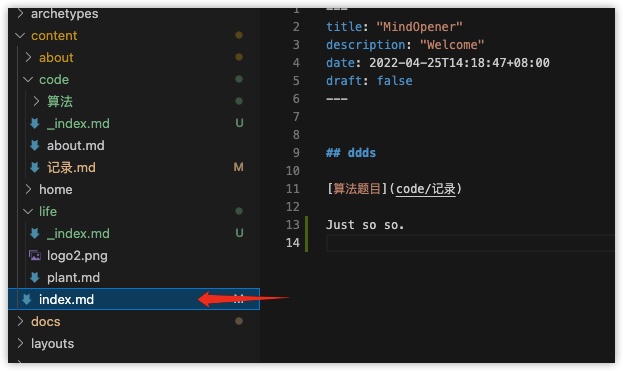 archetypes
content
about
code
算法
_index.md U
about.md
记录.md M
home
life
_index.md U
logo2.png
plant.md
index.md M
docs
layouts
1 ---
2 title: "MindOpener"
3 description: "Welcome"
4 date: 2022-04-25T14:18:47+08:00
5 draft: false
6 ---
7
8
9 ## ddds
10
11 [算法题目](code/记录)
12
13 Just so so.
14